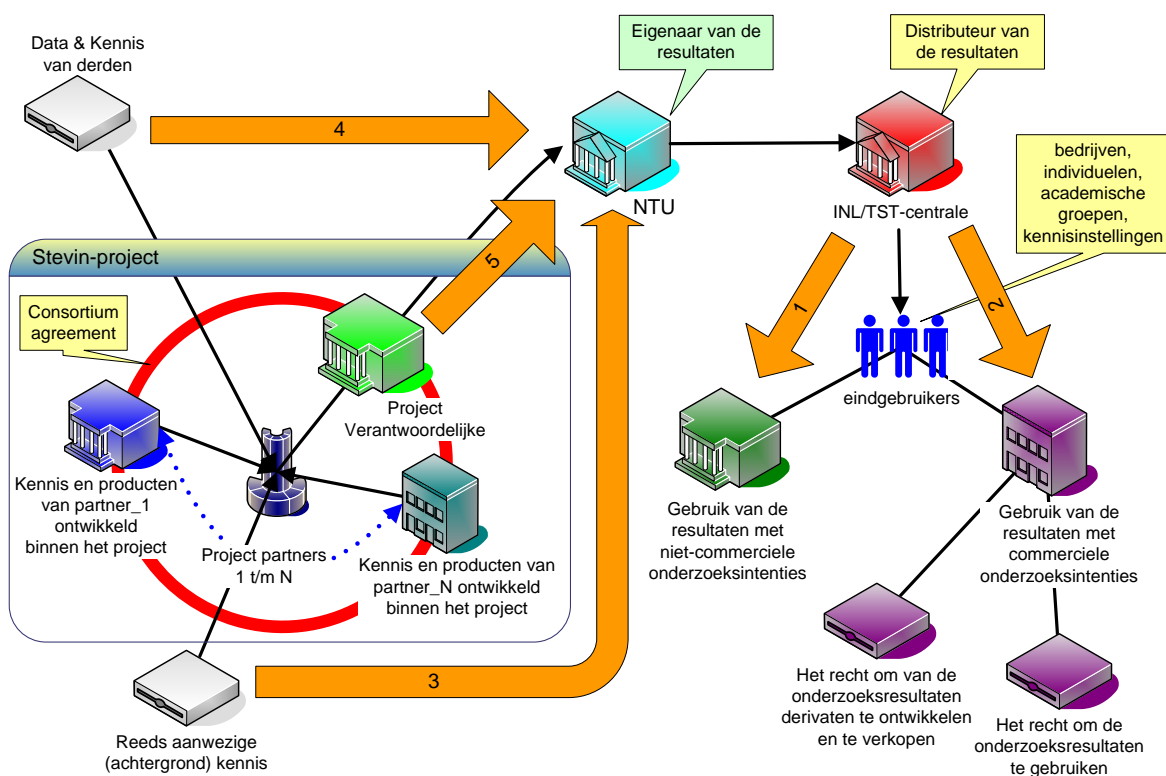 Data & Kennis
van derden
Eigenaar van de
resultaten
Distributeur van
de resultaten
4
NTU
INL/TST-centrale
bedrijven,
individuelen,
academische
groepen,
kennisinstellingen
Stevin-project
5
1
2
Consortium
agreement
eindgebruikers
Project
Verantwoordelijke
Kennis en producten
van partner_1
ontwikkeld
binnen het project
Project partners
1 t/m N
Kennis en producten van
partner_N ontwikkeld
binnen het project
Gebruik van de
resultaten met
niet-commerciele
onderzoeksintenties
Gebruik van de
resultaten met
commerciele
onderzoeksintenties
3
Reeds aanwezige
(achtergrond) kennis
Het recht om van de
onderzoeksresultaten
derivaten te ontwikkelen
en te verkopen
Het recht om de
onderzoeksresultaten
te gebruiken